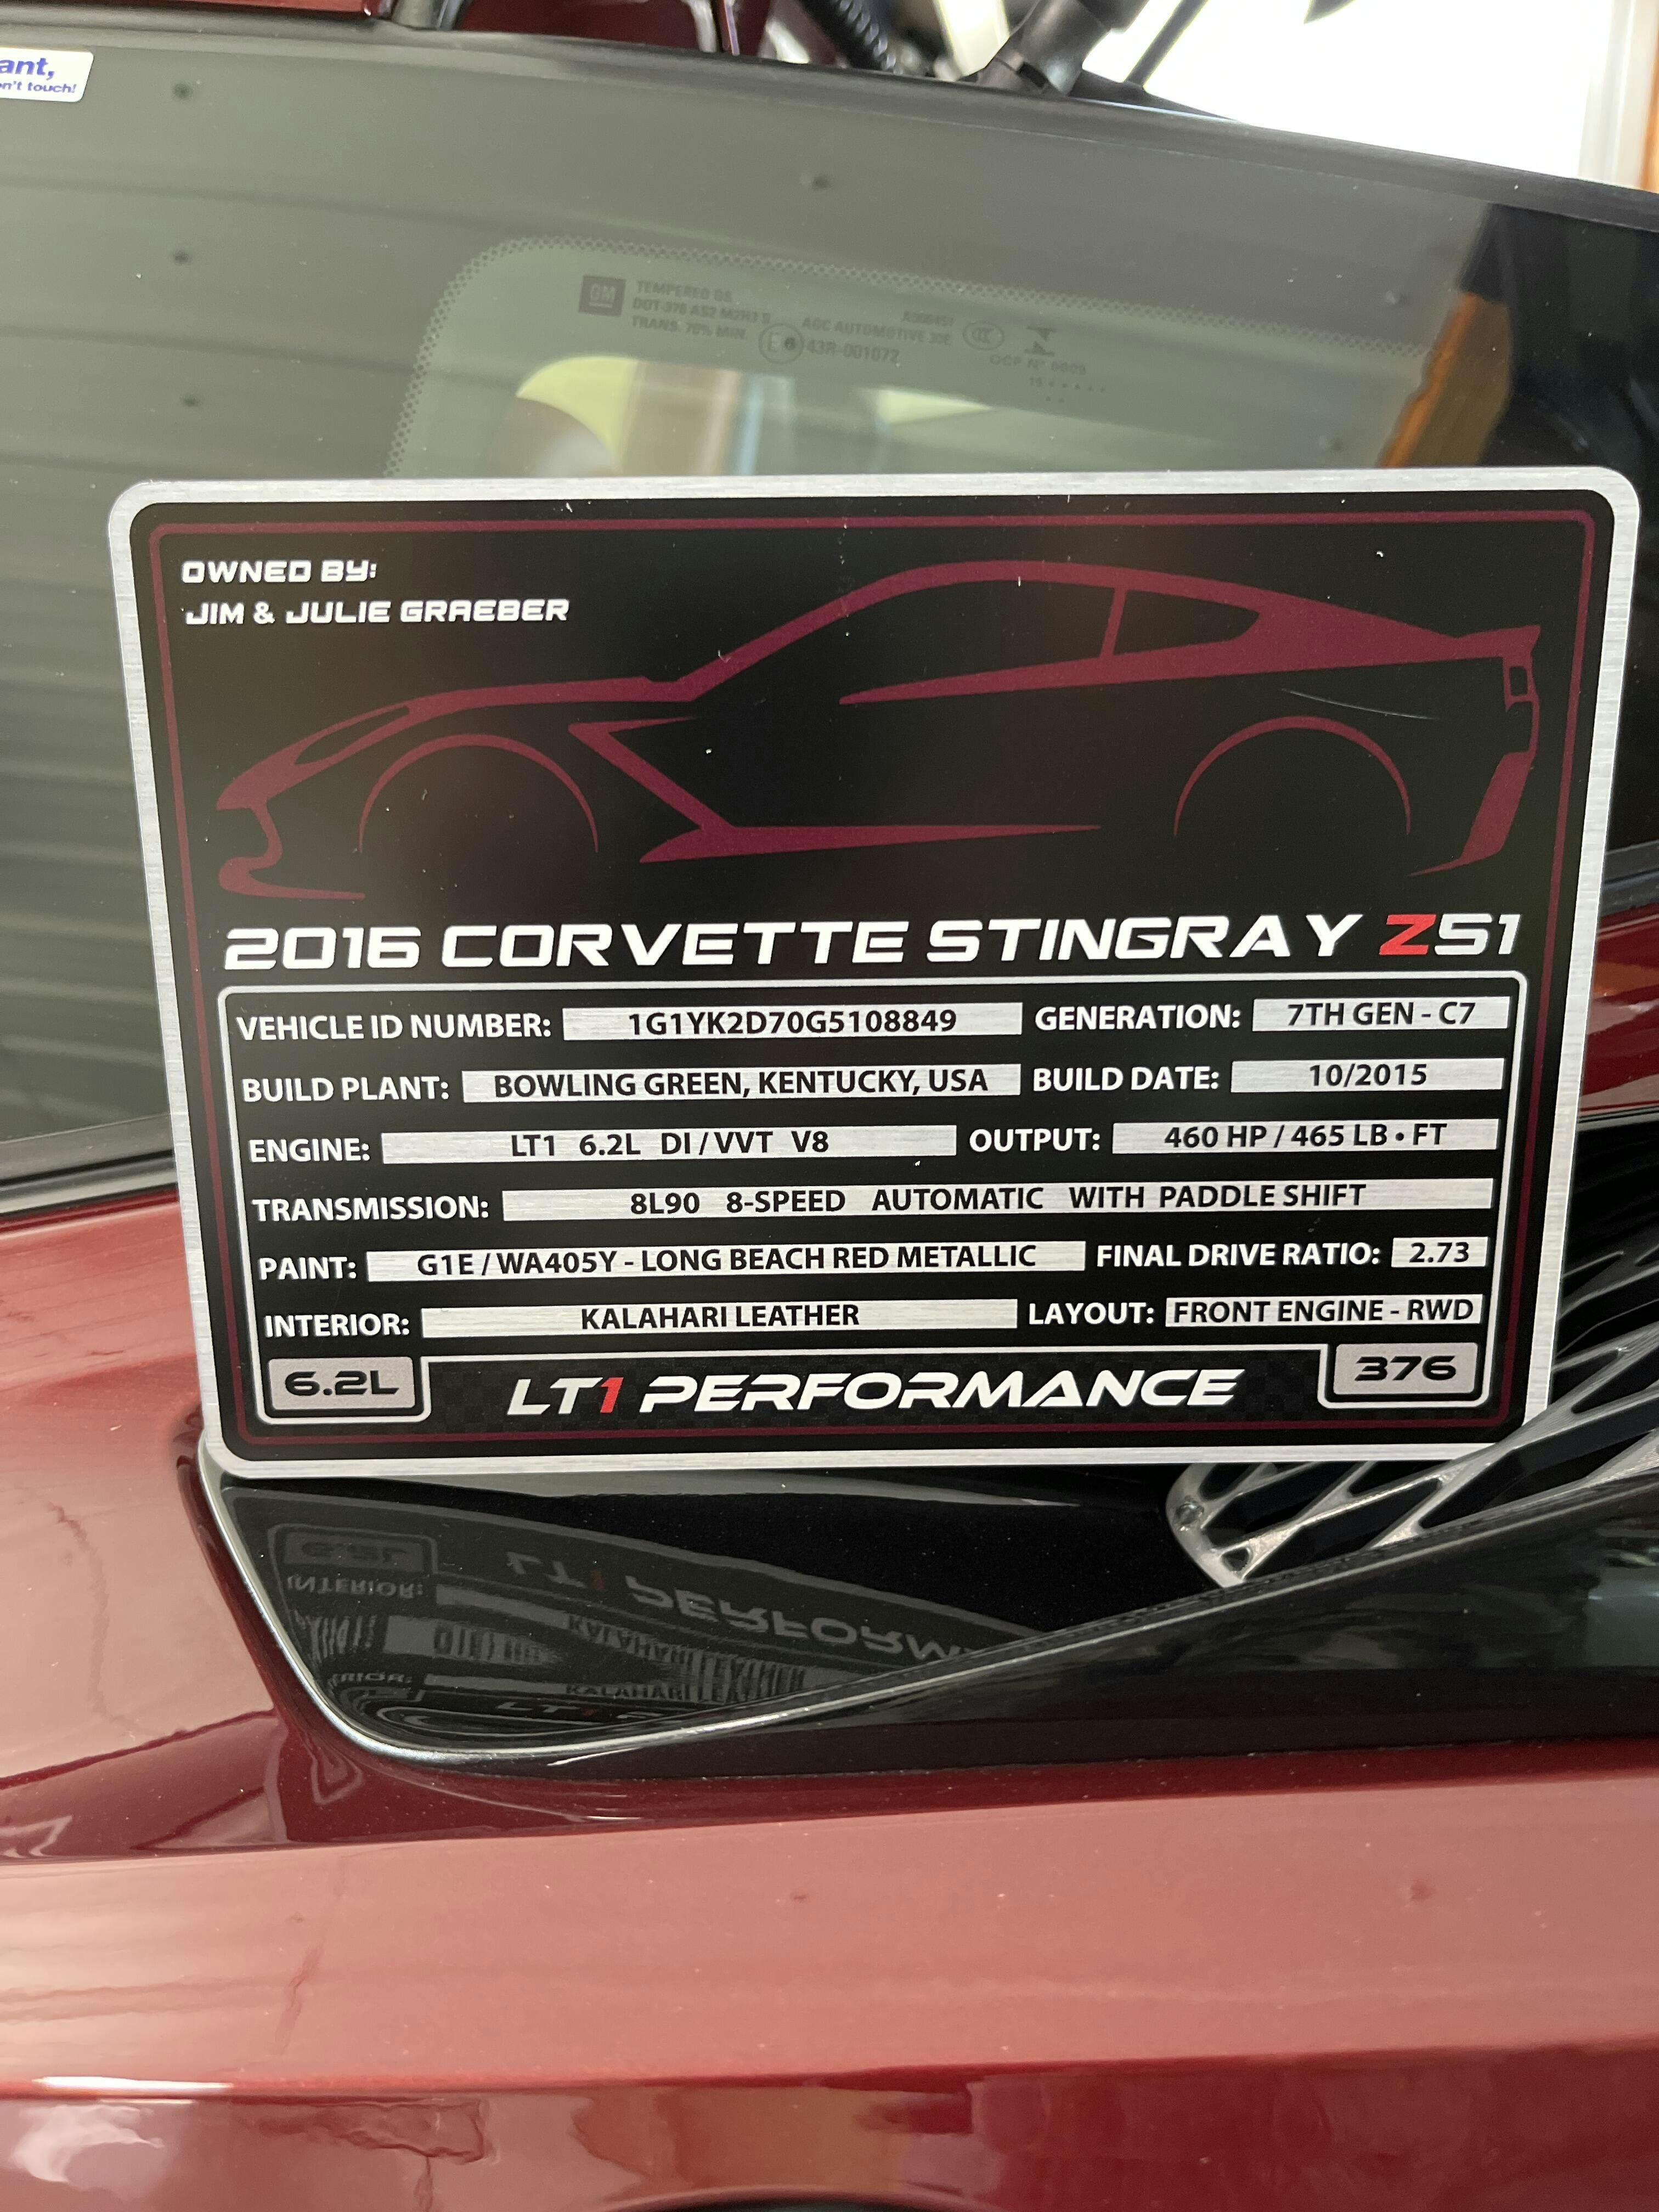 ant,
n't touch!
GM
TEMPERED GS
TRANS. 70% MIN.
AGC AUTOMOTIVE
43R-001072
OWNED BY:
JIM & JULIE GRAEBER
2016 CORVETTE STINGRAY Z51
VEHICLE ID NUMBER: 1G1YK2D70G5108849 GENERATION: 7TH GEN - C7
BUILD PLANT: BOWLING GREEN, KENTUCKY, USA BUILD DATE: 10/2015
ENGINE: LT1 6.2L DI/VVT V8 OUTPUT: 460 HP / 465 LB • FT
TRANSMISSION: 8L90 8-SPEED AUTOMATIC WITH PADDLE SHIFT
PAINT: G1E / WA405Y - LONG BEACH RED METALLIC FINAL DRIVE RATIO: 2.73
INTERIOR: KALAHARI LEATHER LAYOUT: FRONT ENGINE - RWD
6.2L LT1 PERFORMANCE 376